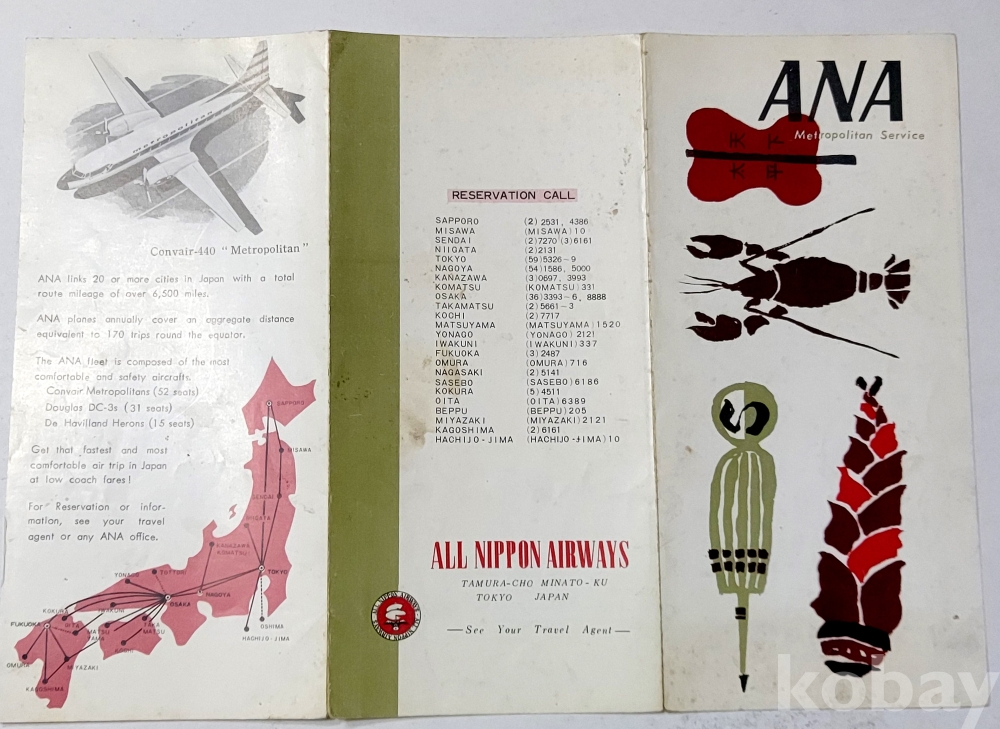 metropolitan
Convair-440 "Metropolitan"
ANA links 20 or more cities in Japan with a total
route mileage of over 6,500 miles.
ANA planes annually cover an aggregate distance
equivalent to 170 trips round the equator.
The ANA fleet is composed of the most
comfortable and safety aircrafts.
Convair Metropolitans (52 seats)
Douglas DC-3s (31 seats)
De Havilland Herons (15 seats)
Get that fastest and most
comfortable air trip in Japan
at low coach fares!
For Reservation or infor-
mation, see your travel
agent or any ANA office.
SAPPORO
MISAWA
SENDAI
NIIGATA
KANAZAWA
KOMATSU
TOKYO
TOTTORI
YONAGO
OSAKA
NAGOYA
KOKURA
IWAKUNI
OITA
FUKUOKA
MATSU
YAMA
TAKA
MATSU
KOCHI
OSHIMA
HACHIJO-JIMA
OMURA
MIYAZAKI
KAGOSHIMA
RESERVATION CALL
SAPPORO (2) 2531, 4386
MISAWA (MISAWA) 10
SENDAI (2)7270 (3)6161
NIIGATA (2)2131
TOKYO (59)5326-9
NAGOYA (54)1586, 5000
KANAZAWA (3)0697, 3993
KOMATSU (KOMATSU) 331
OSAKA (36)3393-6, 8888
TAKAMATSU (2)5661-3
KOCHI (2)7717
MATSUYAMA (MATSUYAMA) 1520
YONAGO (YONAGO) 2121
IWAKUNI (IWAKUNI) 337
FUKUOKA (3)2487
OMURA (OMURA) 716
NAGASAKI (2)5141
SASEBO (SASEBO) 6186
KOKURA (5)4511
OITA (OITA) 6389
BEPPU (BEPPU) 205
MIYAZAKI (MIYAZAKI) 2121
KAGOSHIMA (2)6161
HACHIJO-JIMA (HACHIJO-JIMA) 10
ALL NIPPON AIRWAYS
TAMURA-CHO MINATO-KU
TOKYO JAPAN
—See Your Travel Agent—
ANA
Metropolitan Service
天下
太平
kobay